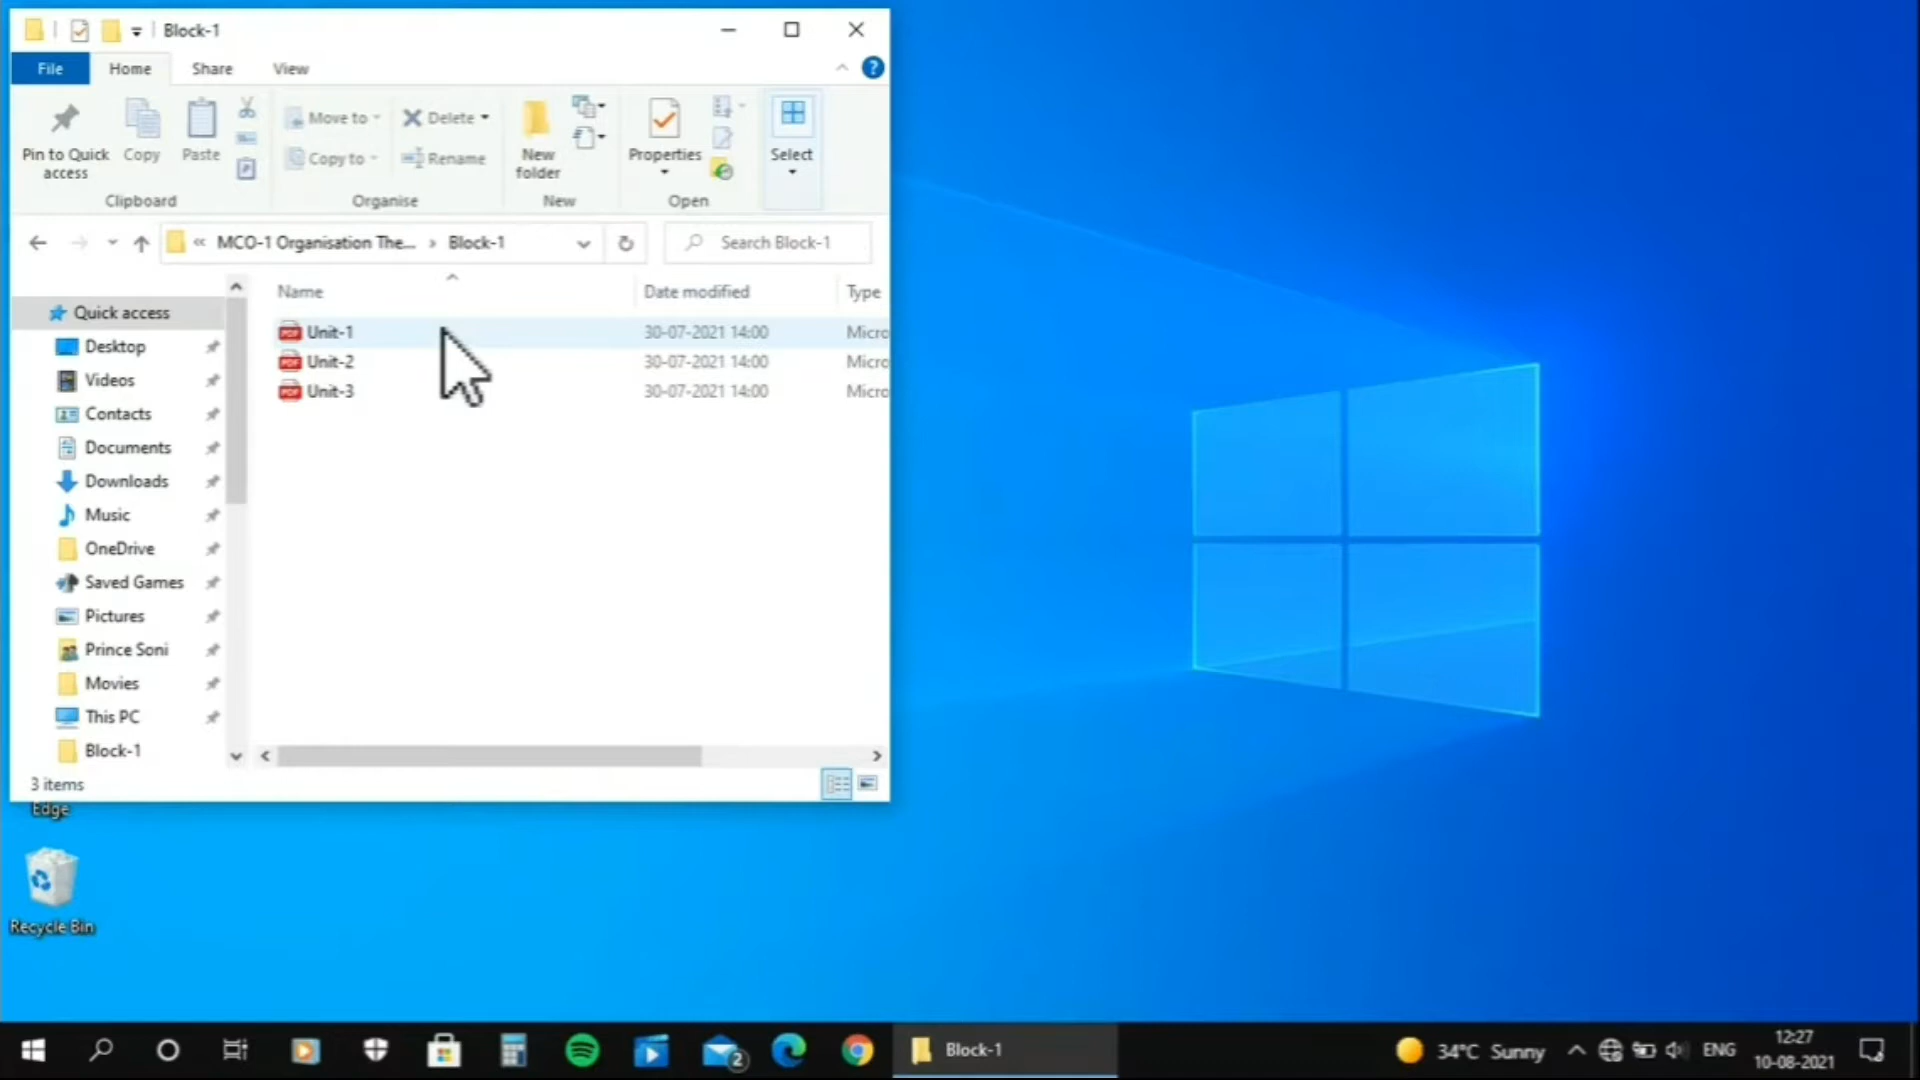 Block-1
File Home Share View
Pin to Quick access
Copy
Paste
Clipboard
Move to
Copy to
Delete
Rename
Organise
New folder
New
Properties
Open
Select
« MCO-1 Organisation The... › Block-1
Search Block-1
Name Date modified Type
Unit-1 30-07-2021 14:00 Micro
Unit-2 30-07-2021 14:00 Micro
Unit-3 30-07-2021 14:00 Micro
Quick access
Desktop
Videos
Contacts
Documents
Downloads
Music
OneDrive
Saved Games
Pictures
Prince Soni
Movies
This PC
Block-1
3 items
Edge
Recycle Bin
2
Block-1
34°C Sunny
ENG
12:27
10-08-2021